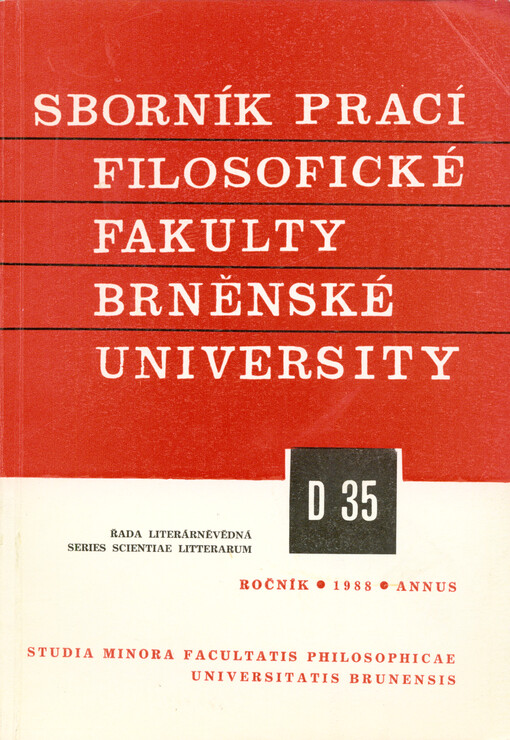 SBORNÍK PRACÍ
FILOSOFICKÉ
FAKULTY
BRNĚNSKÉ
UNIVERSITY
D 35
ŘADA LITERÁRNĚVĚDNÁ
SERIES SCIENTIAE LITTERARUM
ROČNÍK • 1988 • ANNUS
STUDIA MINORA FACULTATIS PHILOSOPHICAE
UNIVERSITATIS BRUNENSIS